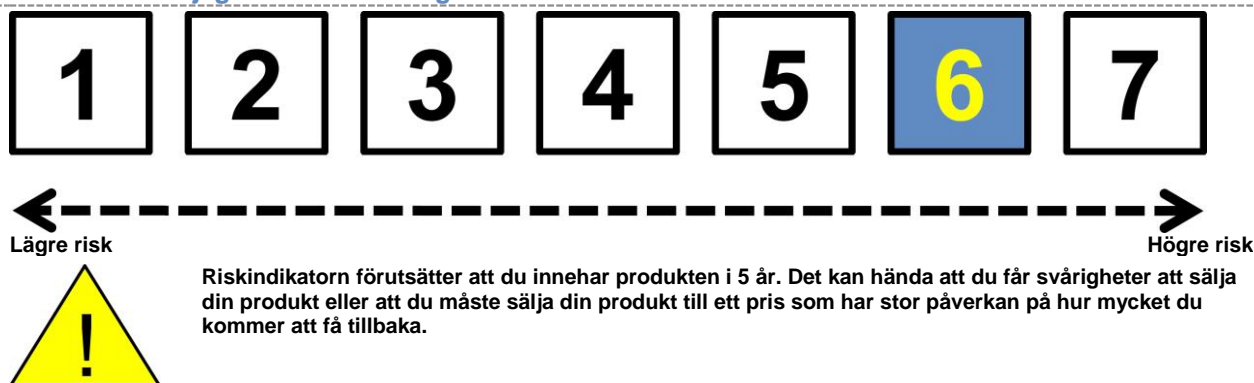 1 2 3 4 5 6 7
Lägre risk Högre risk
Riskindikatorn förutsätter att du innehar produkten i 5 år. Det kan hända att du får svårigheter att sälja
din produkt eller att du måste sälja din produkt till ett pris som har stor påverkan på hur mycket du
kommer att få tillbaka.
!